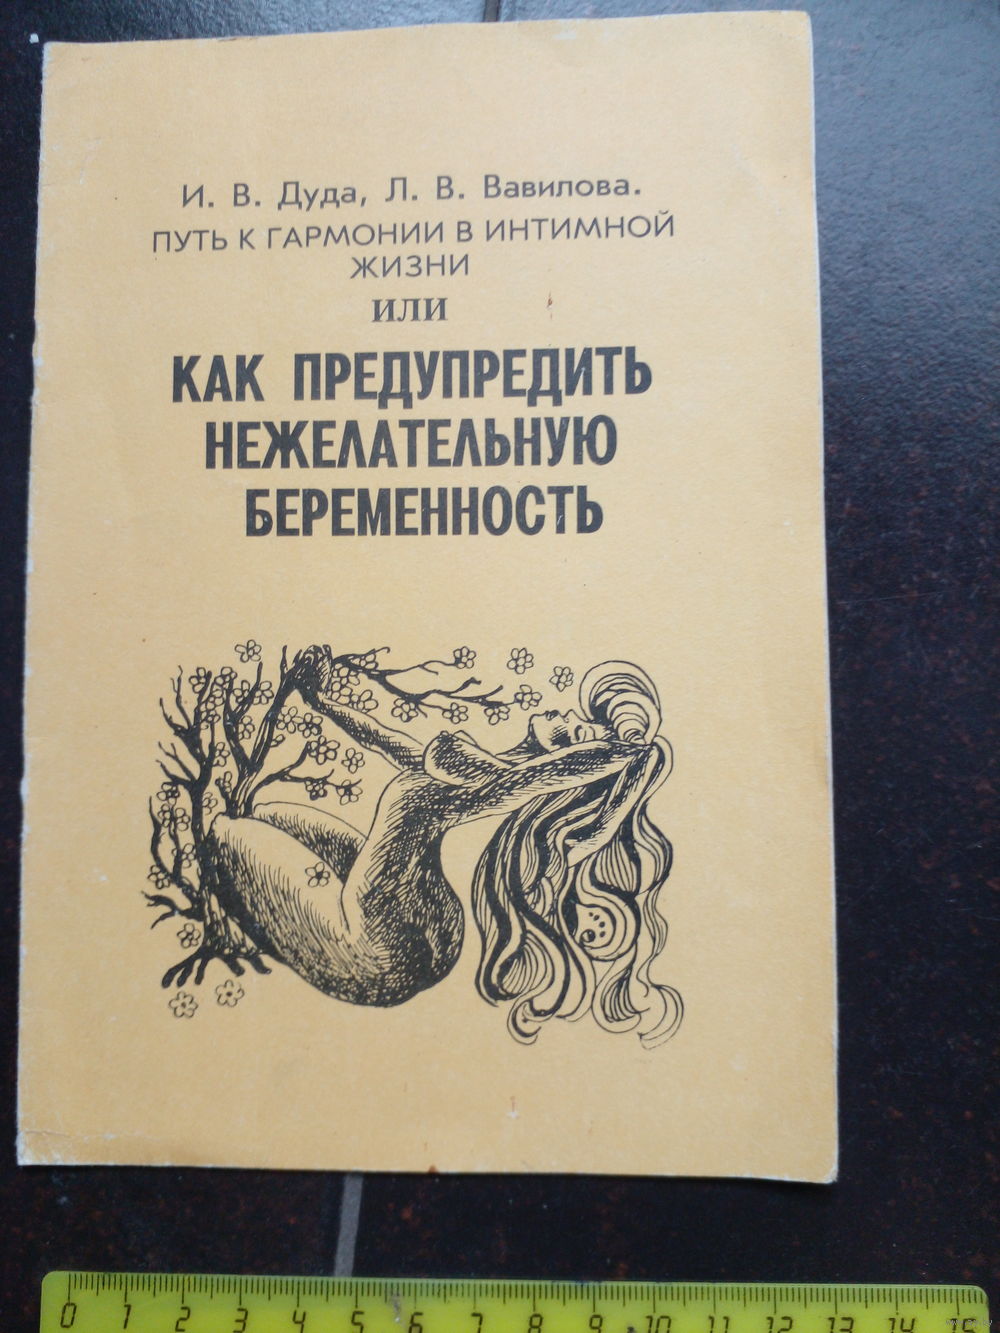 И. В. Дуда, Л. В. Вавилова.
ПУТЬ К ГАРМОНИИ В ИНТИМНОЙ
ЖИЗНИ
ИЛИ
КАК ПРЕДУПРЕДИТЬ
НЕЖЕЛАТЕЛЬНУЮ
БЕРЕМЕННОСТЬ
0 1 2 3 4 5 6 7 8 9 10 11 12 13 14 15